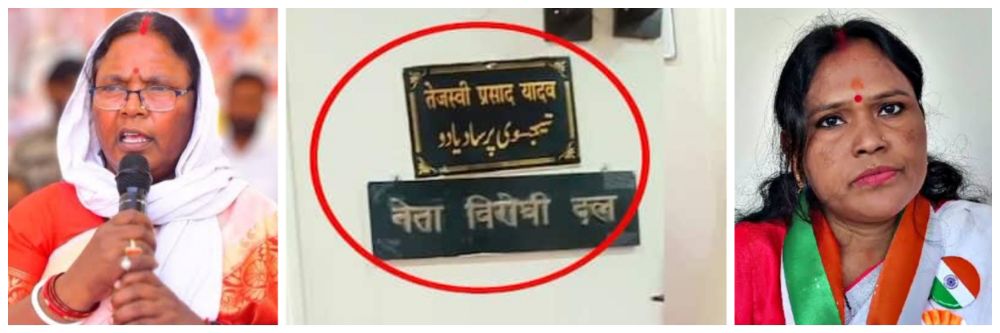 तेजस्वी प्रसाद यादव
تیجسوی پرساد یادو
नेता विरोधी दल